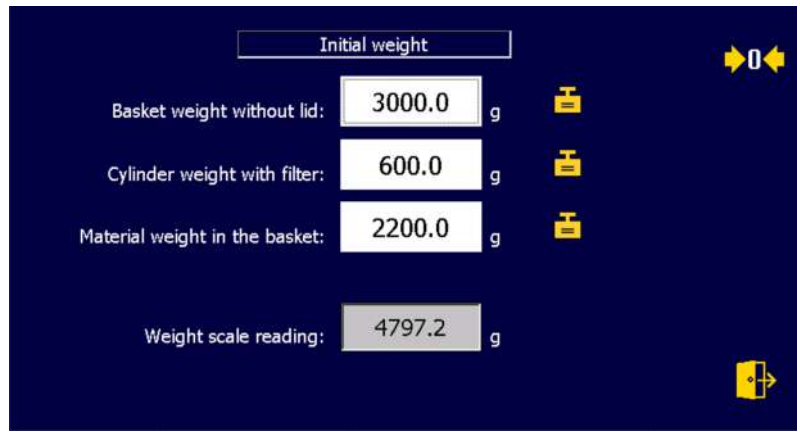 Initial weight
0
Basket weight without lid: 3000.0 g
Cylinder weight with filter: 600.0 g
Material weight in the basket: 2200.0 g
Weight scale reading: 4797.2 g